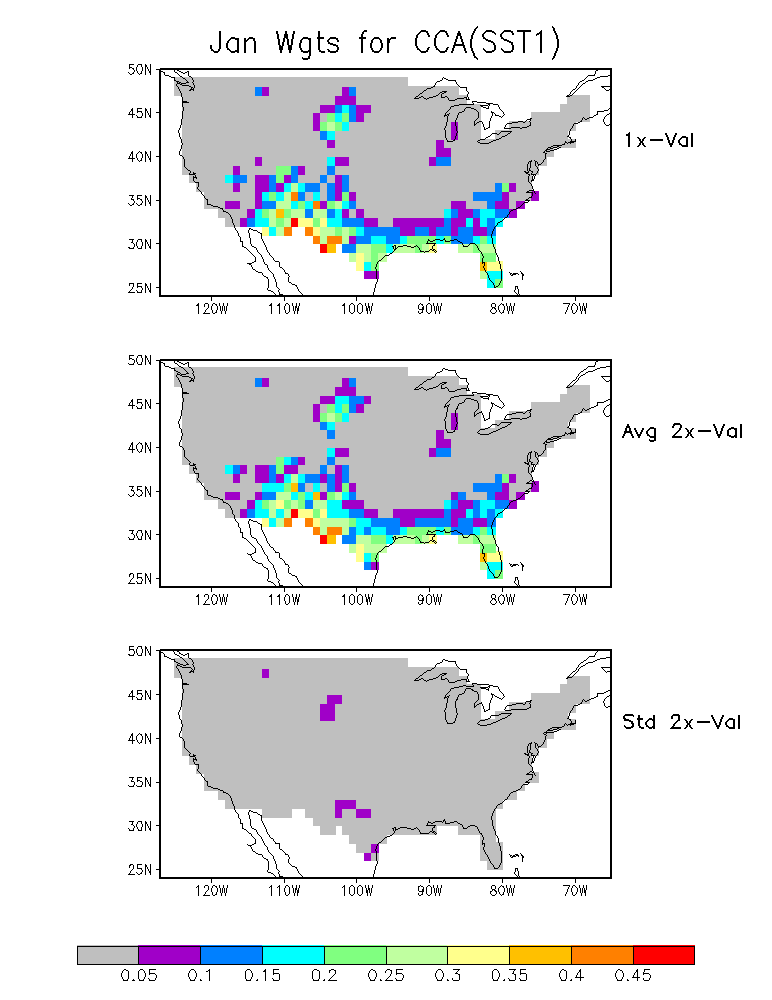 Jan Wgts for CCA(SST1)
50N
45N
40N
35N
30N
25N
120W 110W 100W 90W 80W 70W
1x-Val
50N
45N
40N
35N
30N
25N
120W 110W 100W 90W 80W 70W
Avg 2x-Val
50N
45N
40N
35N
30N
25N
120W 110W 100W 90W 80W 70W
Std 2x-Val
0.05 0.1 0.15 0.2 0.25 0.3 0.35 0.4 0.45